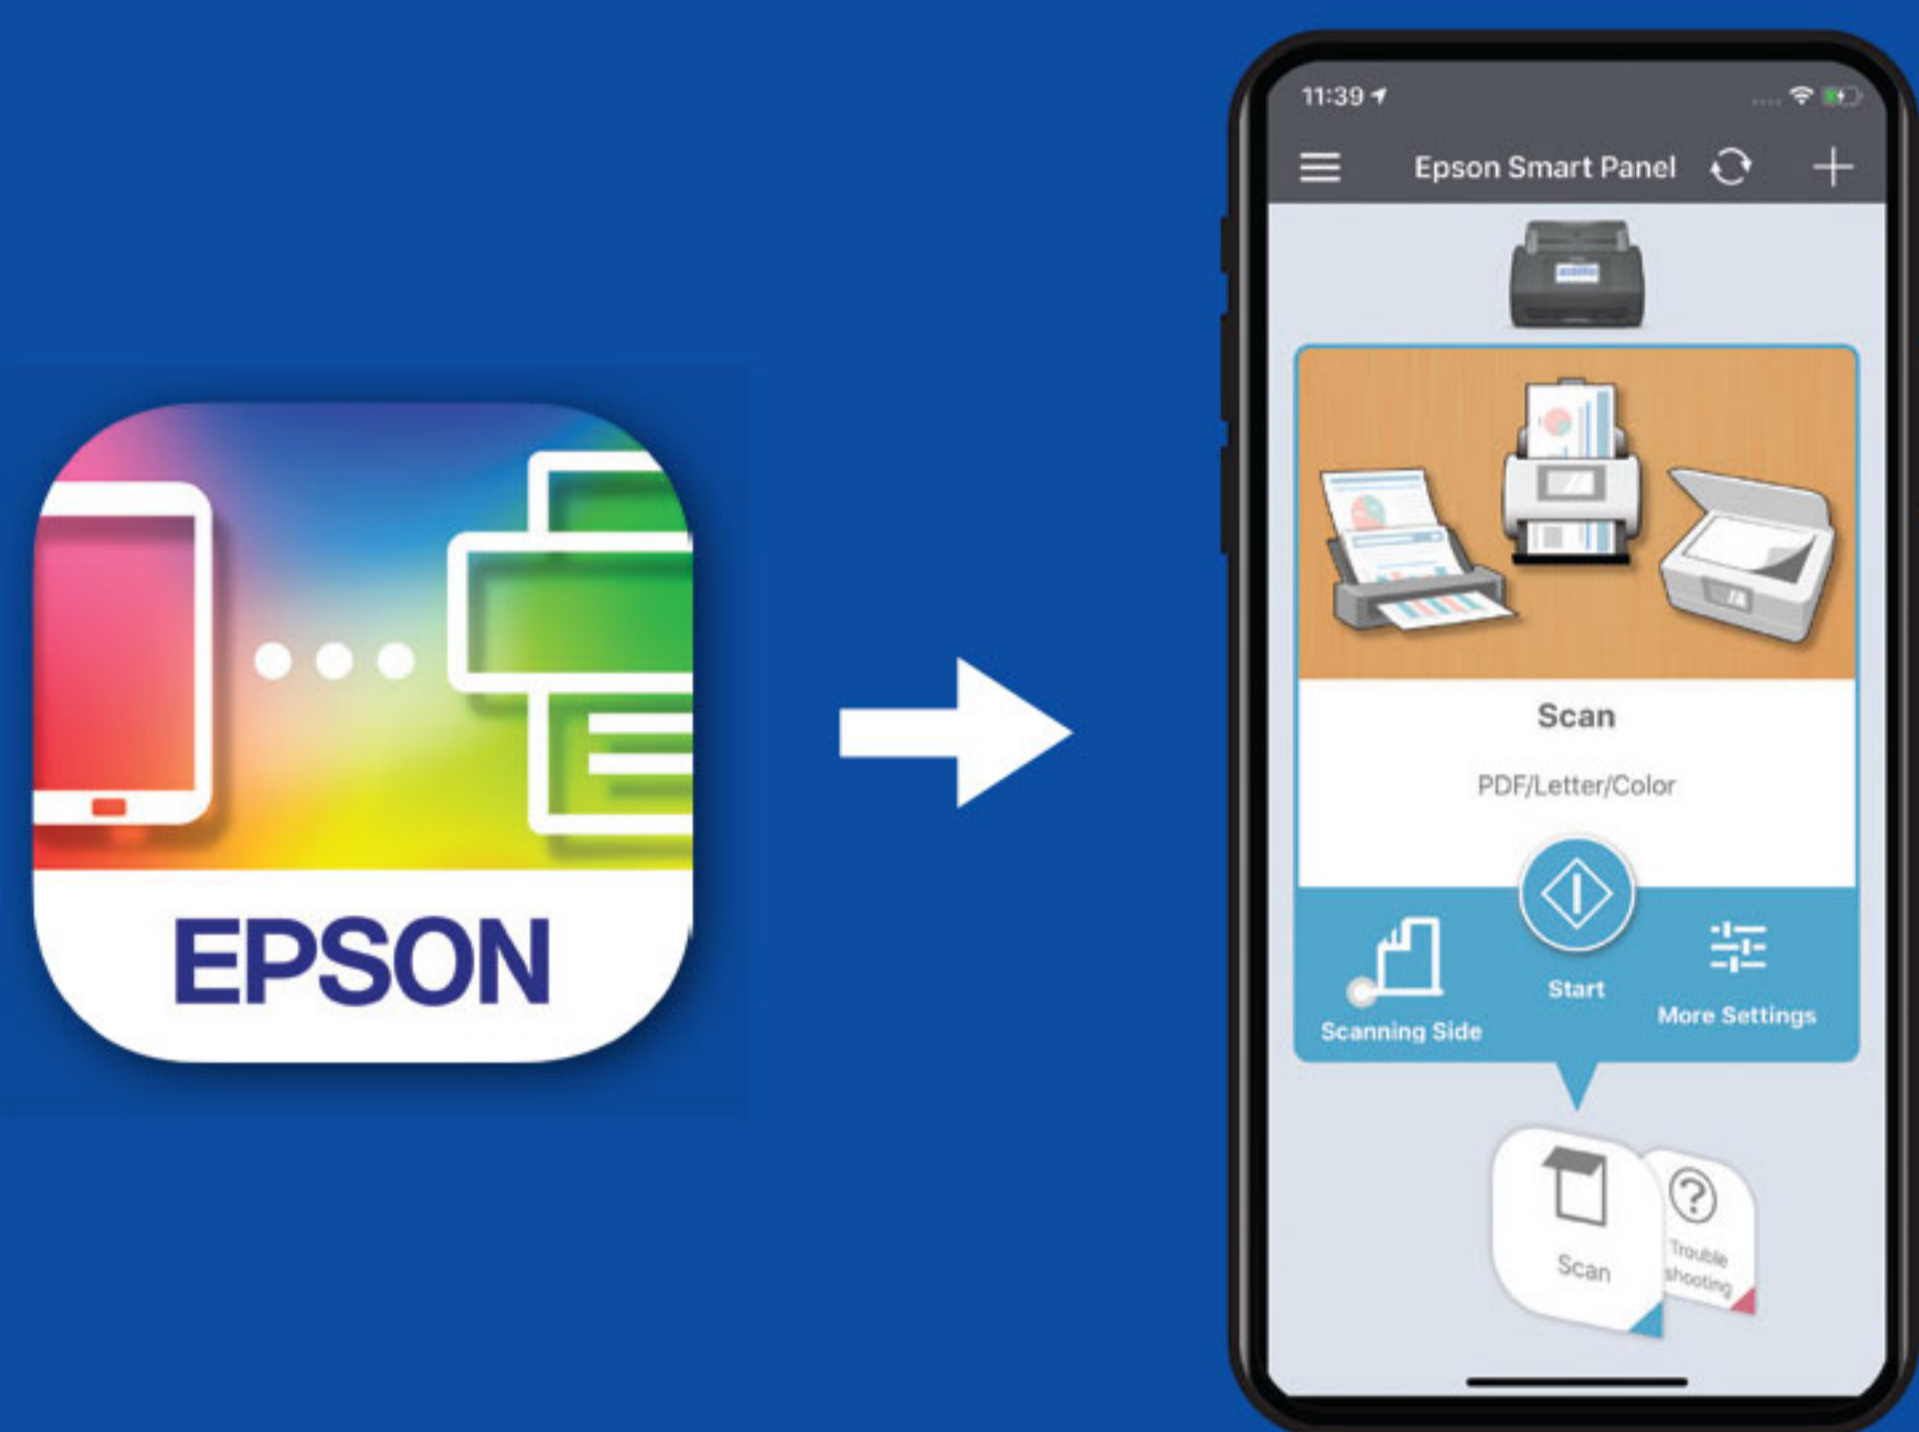 EPSON
11:39
Epson Smart Panel
Scan
PDF/Letter/Color
Start
Scanning Side
More Settings
Scan
Trouble
shooting